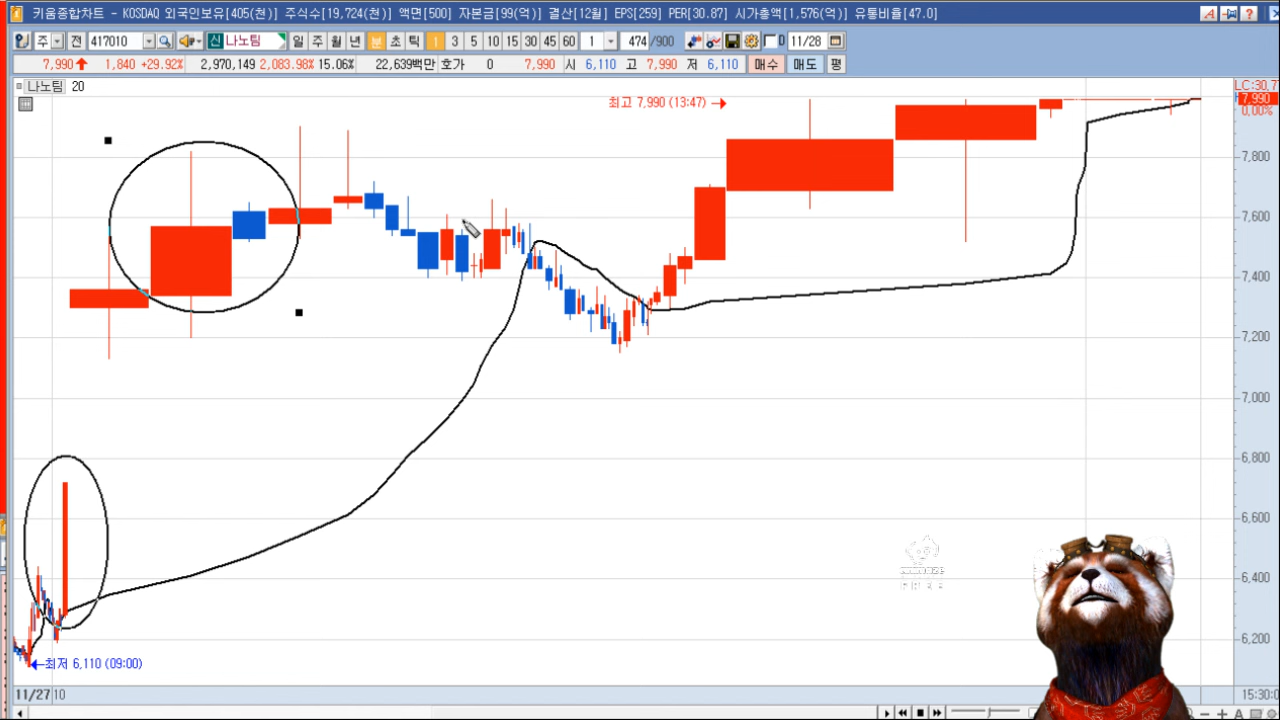 키움종합차트 - KOSDAQ 외국인보유[405(천)] 주식수[19,724(천)] 액면[500] 자본금[99(억)] 결산[12월] EPS[259] PER[30.87] 시가총액[1,576(억)] 유통비율[47.0]
주 전 417010 신 나노팀 일 주 월 년 분 초 틱 1 3 5 10 15 30 45 60 1 474 /900 D 11/28
7,990 1,840 +29.92% 2,970,149 2,083.98% 15.06% 22,639백만 호가 0 7,990 시 6,110 고 7,990 저 6,110 매수 매도 평
나노팀 20
LC:30,7
최고 7,990 (13:47)
7,990
0,00%
7,800
7,600
7,400
7,200
7,000
6,800
6,600
6,400
6,200
최저 6,110 (09:00)
11/27 10
15:30:0
A